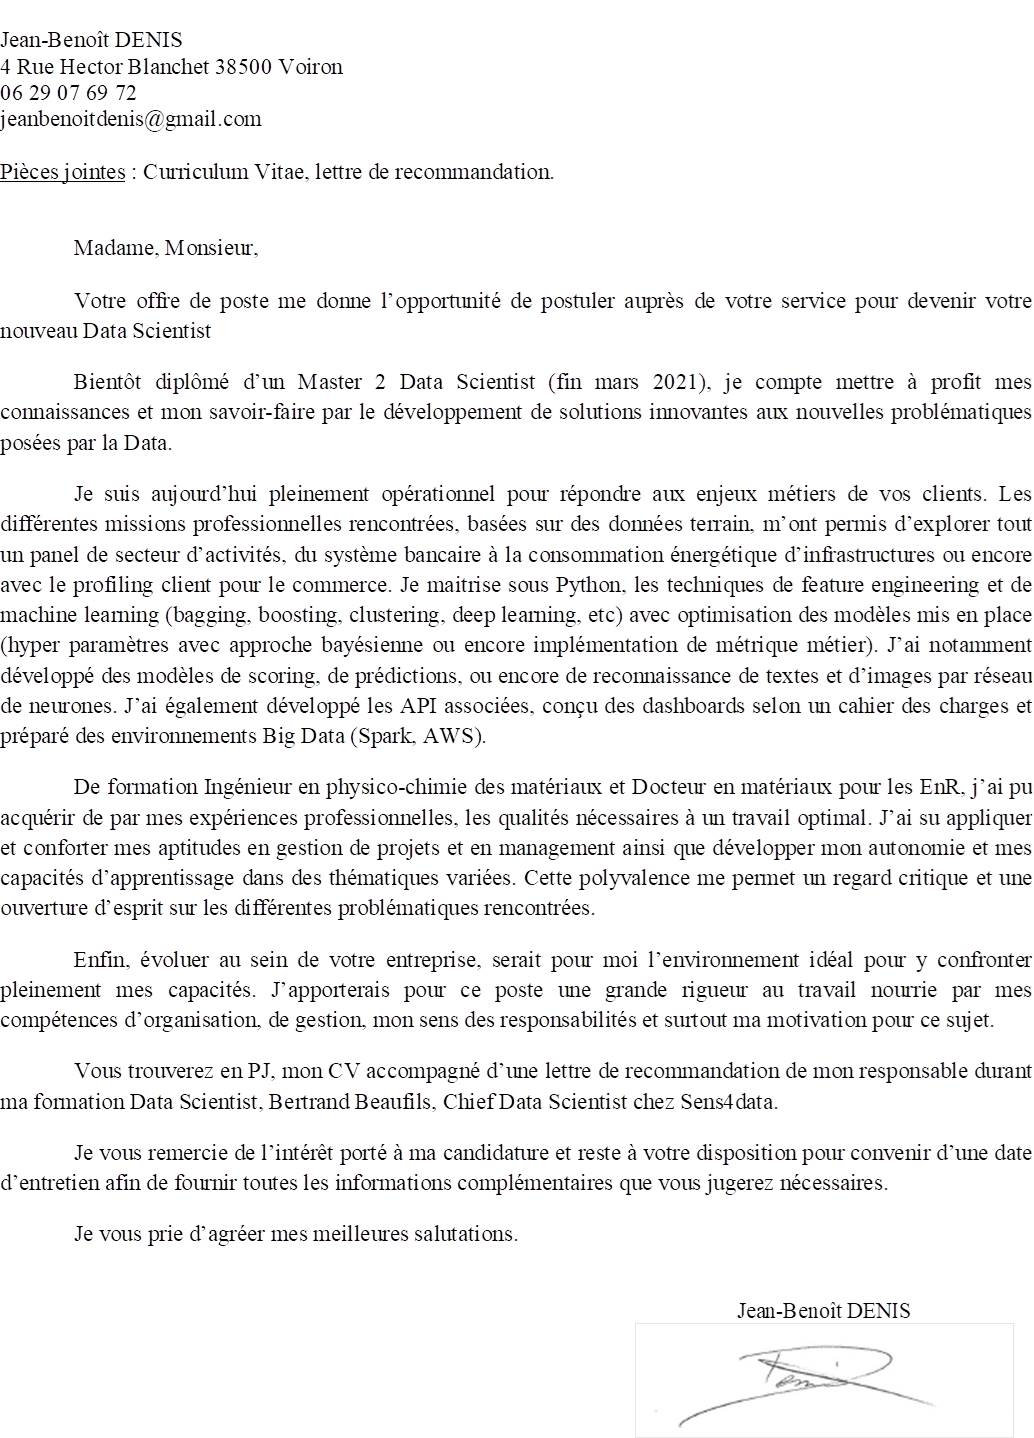 Jean-Benoît DENIS
4 Rue Hector Blanchet 38500 Voiron
06 29 07 69 72
jeanbenoitdenis@gmail.com
Pièces jointes : Curriculum Vitae, lettre de recommandation.
Madame, Monsieur,
Votre offre de poste me donne l’opportunité de postuler auprès de votre service pour devenir votre
nouveau Data Scientist
Bientôt diplômé d’un Master 2 Data Scientist (fin mars 2021), je compte mettre à profit mes
connaissances et mon savoir-faire par le développement de solutions innovantes aux nouvelles problématiques
posées par la Data.
Je suis aujourd’hui pleinement opérationnel pour répondre aux enjeux métiers de vos clients. Les
différentes missions professionnelles rencontrées, basées sur des données terrain, m’ont permis d’explorer tout
un panel de secteur d’activités, du système bancaire à la consommation énergétique d’infrastructures ou encore
avec le profiling client pour le commerce. Je maitrise sous Python, les techniques de feature engineering et de
machine learning (bagging, boosting, clustering, deep learning, etc) avec optimisation des modèles mis en place
(hyper paramètres avec approche bayésienne ou encore implémentation de métrique métier). J’ai notamment
développé des modèles de scoring, de prédictions, ou encore de reconnaissance de textes et d’images par réseau
de neurones. J’ai également développé les API associées, conçu des dashboards selon un cahier des charges et
préparé des environnements Big Data (Spark, AWS).
De formation Ingénieur en physico-chimie des matériaux et Docteur en matériaux pour les EnR, j’ai pu
acquérir de par mes expériences professionnelles, les qualités nécessaires à un travail optimal. J’ai su appliquer
et conforter mes aptitudes en gestion de projets et en management ainsi que développer mon autonomie et mes
capacités d’apprentissage dans des thématiques variées. Cette polyvalence me permet un regard critique et une
ouverture d’esprit sur les différentes problématiques rencontrées.
Enfin, évoluer au sein de votre entreprise, serait pour moi l’environnement idéal pour y confronter
pleinement mes capacités. J’apporterais pour ce poste une grande rigueur au travail nourrie par mes
compétences d’organisation, de gestion, mon sens des responsabilités et surtout ma motivation pour ce sujet.
Vous trouverez en PJ, mon CV accompagné d’une lettre de recommandation de mon responsable durant
ma formation Data Scientist, Bertrand Beaufils, Chief Data Scientist chez Sens4data.
Je vous remercie de l’intérêt porté à ma candidature et reste à votre disposition pour convenir d’une date
d’entretien afin de fournir toutes les informations complémentaires que vous jugerez nécessaires.
Je vous prie d’agréer mes meilleures salutations.
Jean-Benoît DENIS